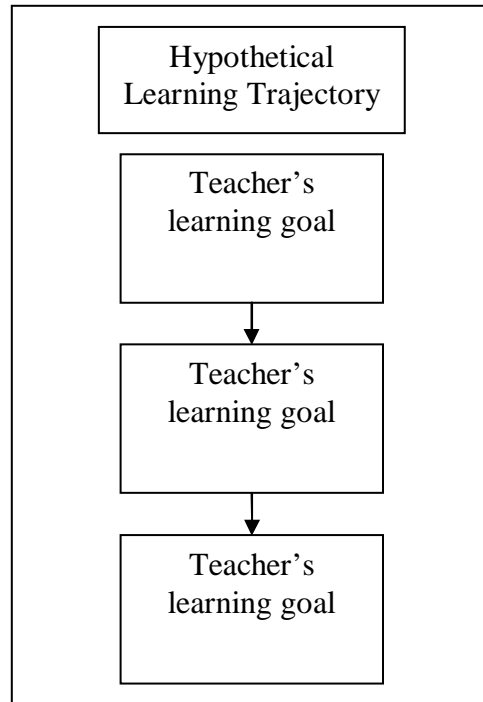 Hypothetical
Learning Trajectory
Teacher’s
learning goal
Teacher’s
learning goal
Teacher’s
learning goal